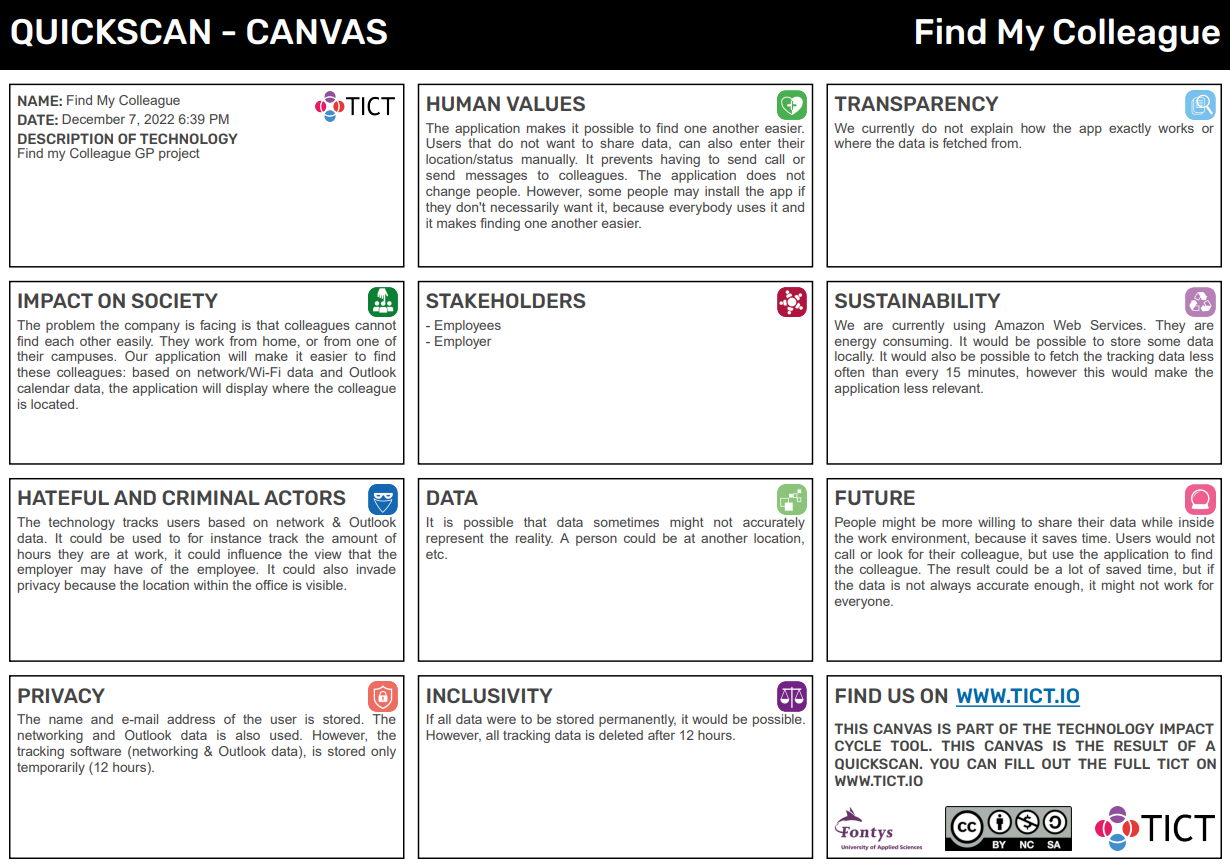 QUICKSCAN - CANVAS
Find My Colleague
NAME: Find My Colleague
DATE: December 7, 2022 6:39 PM
DESCRIPTION OF TECHNOLOGY
Find my Colleague GP project
TICT
HUMAN VALUES
The application makes it possible to find one another easier.
Users that do not want to share data, can also enter their
location/status manually. It prevents having to send call or
send messages to colleagues. The application does not
change people. However, some people may install the app if
they don't necessarily want it, because everybody uses it and
it makes finding one another easier.
TRANSPARENCY
We currently do not explain how the app exactly works or
where the data is fetched from.
IMPACT ON SOCIETY
The problem the company is facing is that colleagues cannot
find each other easily. They work from home, or from one of
their campuses. Our application will make it easier to find
these colleagues: based on network/Wi-Fi data and Outlook
calendar data, the application will display where the colleague
is located.
STAKEHOLDERS
- Employees
- Employer
SUSTAINABILITY
We are currently using Amazon Web Services. They are
energy consuming. It would be possible to store some data
locally. It would also be possible to fetch the tracking data less
often than every 15 minutes, however this would make the
application less relevant.
HATEFUL AND CRIMINAL ACTORS
The technology tracks users based on network & Outlook
data. It could be used to for instance track the amount of
hours they are at work, it could influence the view that the
employer may have of the employee. It could also invade
privacy because the location within the office is visible.
DATA
It is possible that data sometimes might not accurately
represent the reality. A person could be at another location,
etc.
FUTURE
People might be more willing to share their data while inside
the work environment, because it saves time. Users would not
call or look for their colleague, but use the application to find
the colleague. The result could be a lot of saved time, but if
the data is not always accurate enough, it might not work for
everyone.
PRIVACY
The name and e-mail address of the user is stored. The
networking and Outlook data is also used. However, the
tracking software (networking & Outlook data), is stored only
temporarily (12 hours).
INCLUSIVITY
If all data were to be stored permanently, it would be possible.
However, all tracking data is deleted after 12 hours.
FIND US ON WWW.TICT.IO
THIS CANVAS IS PART OF THE TECHNOLOGY IMPACT
CYCLE TOOL. THIS CANVAS IS THE RESULT OF A
QUICKSCAN. YOU CAN FILL OUT THE FULL TICT ON
WWW.TICT.IO
Fontys
University of Applied Sciences
cc
BY NC SA
TICT